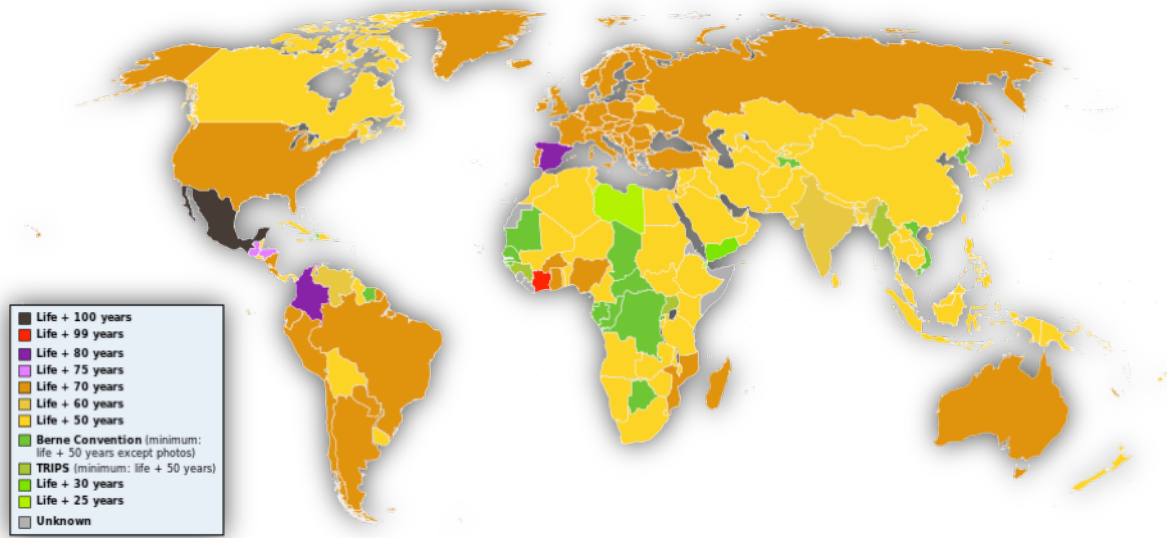 Life + 100 years
Life + 99 years
Life + 80 years
Life + 75 years
Life + 70 years
Life + 60 years
Life + 50 years
Berne Convention (minimum:
life + 50 years except photos)
TRIPS (minimum: life + 50 years)
Life + 30 years
Life + 25 years
Unknown